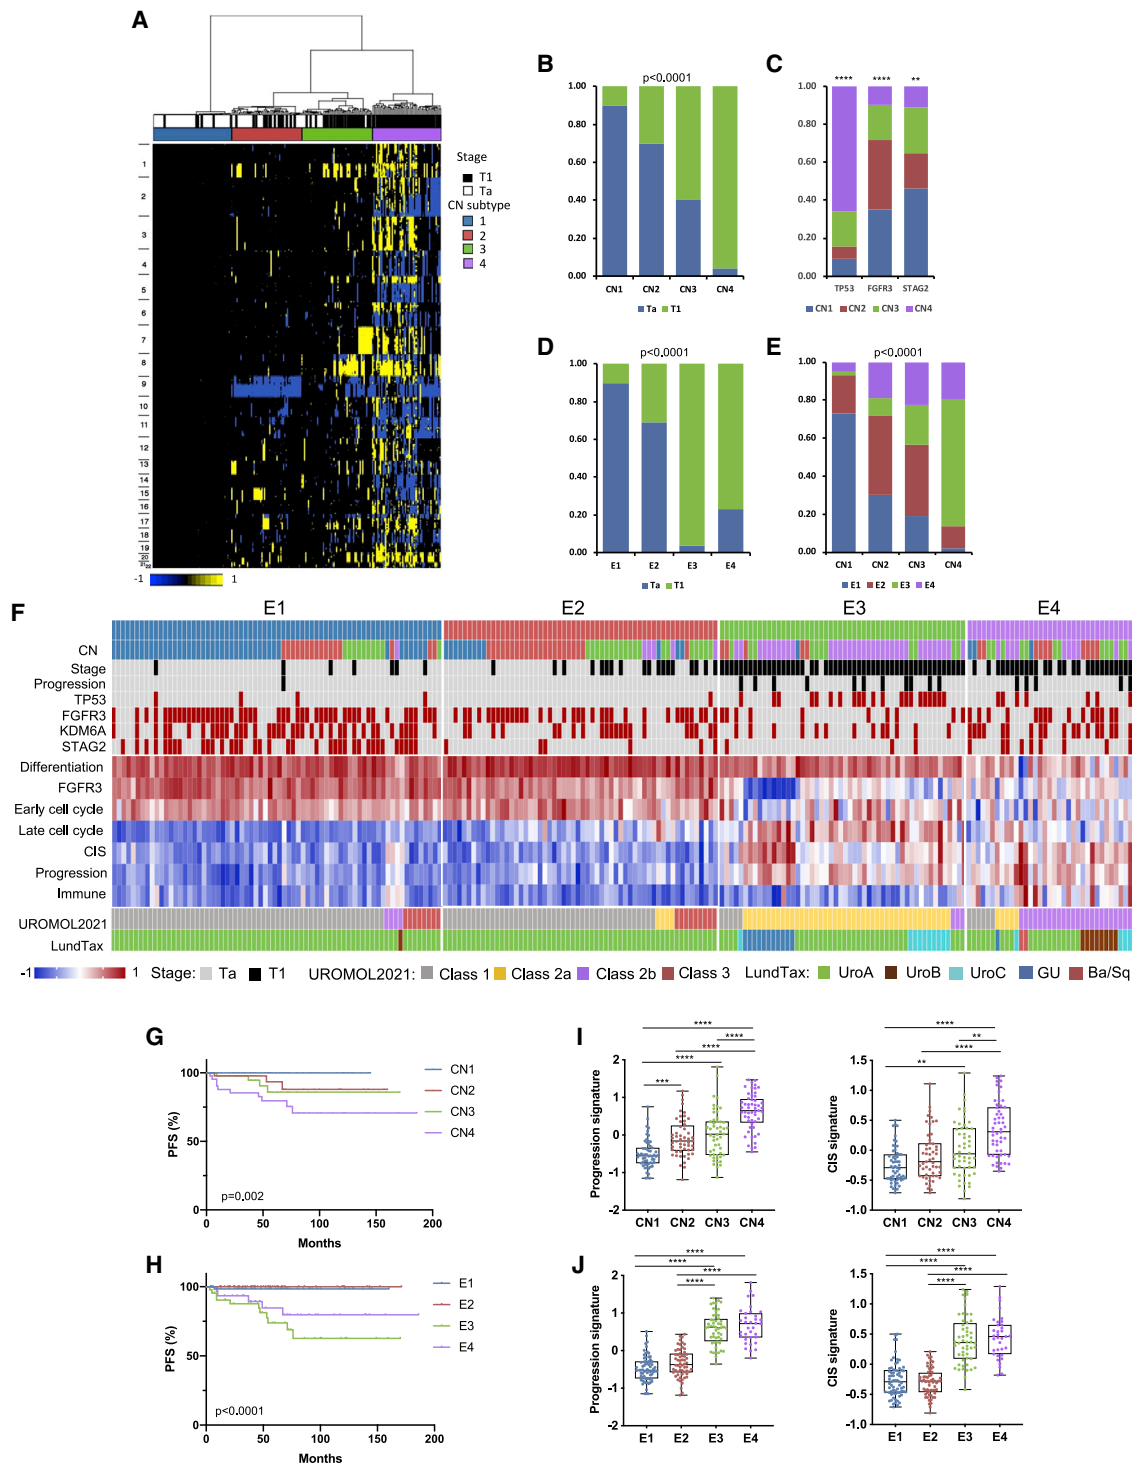 A
Stage
T1
Ta
CN subtype
1
2
3
4
1
2
3
4
5
6
7
8
9
10
11
12
13
14
15
16
17
18
19
20
21
22
-1 1
B
p<0.0001
1.00
0.80
0.60
0.40
0.20
0.00
CN1 CN2 CN3 CN4
Ta T1
C
**** **** **
1.00
0.80
0.60
0.40
0.20
0.00
TP53 FGFR3 STAG2
CN1 CN2 CN3 CN4
D
p<0.0001
1.00
0.80
0.60
0.40
0.20
0.00
E1 E2 E3 E4
Ta T1
E
p<0.0001
1.00
0.80
0.60
0.40
0.20
0.00
CN1 CN2 CN3 CN4
E1 E2 E3 E4
F
E1 E2 E3 E4
CN
Stage
Progression
TP53
FGFR3
KDM6A
STAG2
Differentiation
FGFR3
Early cell cycle
Late cell cycle
CIS
Progression
Immune
UROMOL2021
LundTax
-1 1 Stage: Ta T1 UROMOL2021: Class 1 Class 2a Class 2b Class 3 LundTax: UroA UroB UroC GU Ba/Sq
G
PFS (%)
100
50
0
CN1
CN2
CN3
CN4
p=0.002
0 50 100 150 200
Months
H
PFS (%)
100
50
0
E1
E2
E3
E4
p<0.0001
0 50 100 150 200
Months
I
Progression signature
****
****
****
****
***
2
1
0
-1
-2
CN1 CN2 CN3 CN4
CIS signature
****
**
****
**
1.5
1.0
0.5
0.0
-0.5
-1.0
CN1 CN2 CN3 CN4
J
Progression signature
****
****
****
****
2
1
0
-1
-2
E1 E2 E3 E4
CIS signature
****
****
****
****
1.5
1.0
0.5
0.0
-0.5
-1.0
E1 E2 E3 E4